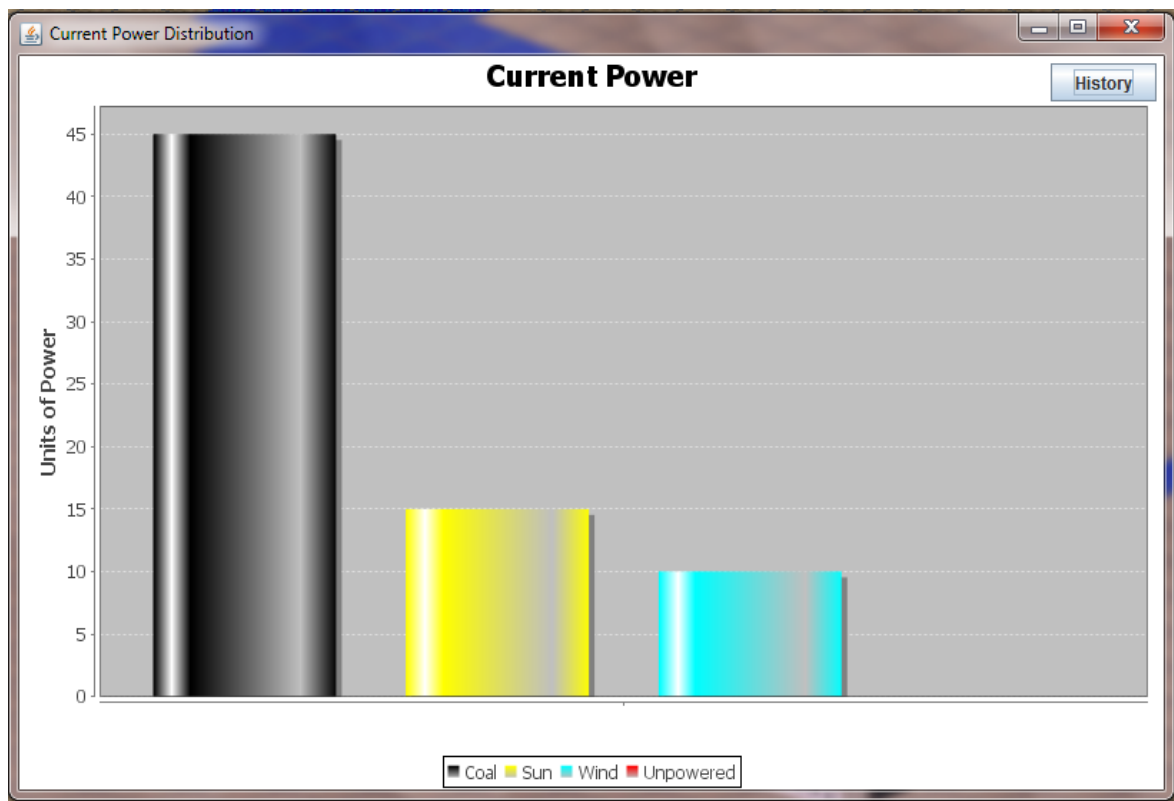 Current Power Distribution
Current Power
History
45
40
35
30
25
20
15
10
5
0
Units of Power
Coal Sun Wind Unpowered